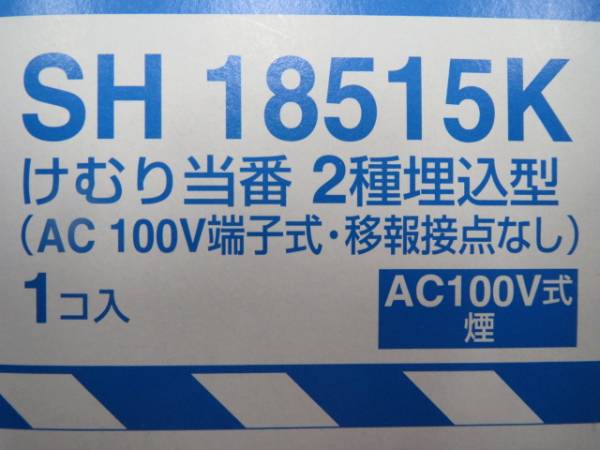 SH 18515K
けむり当番 2種埋込型
(AC 100V端子式・移報接点なし)
1コ入
AC100V式
煙